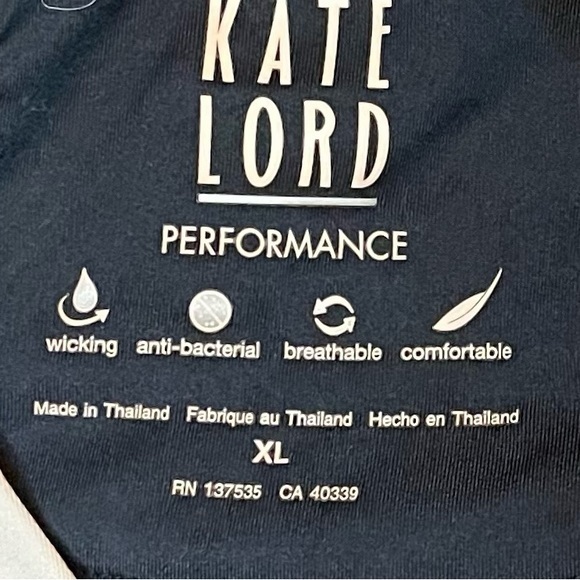 KATE
LORD
PERFORMANCE
wicking anti-bacterial breathable comfortable
Made in Thailand Fabrique au Thailand Hecho en Thailand
XL
RN 137535 CA 40339